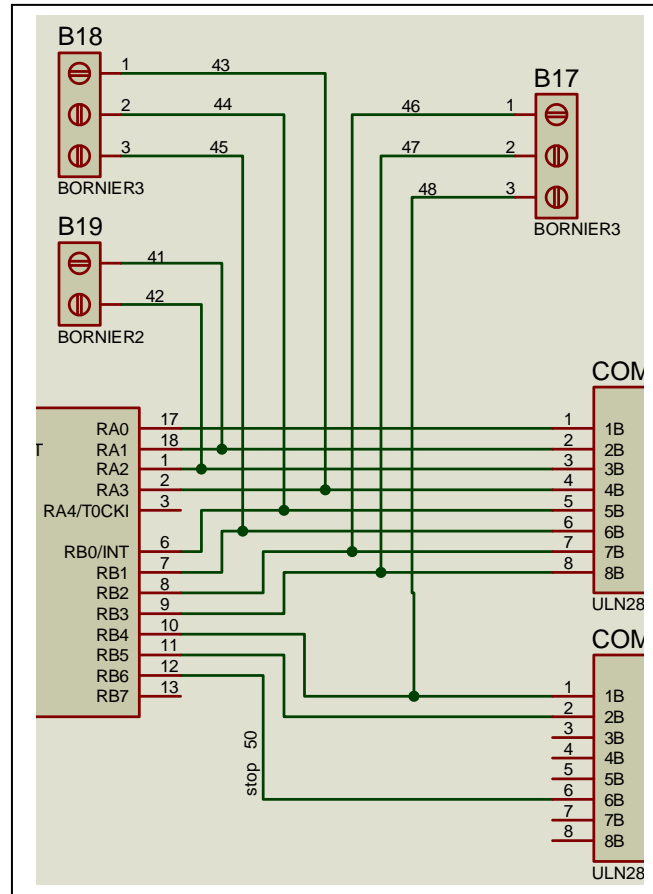 B18
1 43
2 44
3 45
BORNIER3
B19
41
42
BORNIER2
B17
46 1
47 2
48 3
BORNIER3
COM
RA0 17 1 1B
T RA1 18 2 2B
RA2 1 3 3B
RA3 2 4 4B
RA4/T0CKI 3 5 5B
6 6B
RB0/INT 6 7 7B
RB1 7 8 8B
RB2 8
ULN28
RB3 9
RB4 10
COM
RB5 11
RB6 12 1 1B
RB7 13 2 2B
3 3B
stop 50
4 4B
5 5B
6 6B
7 7B
8 8B
ULN28